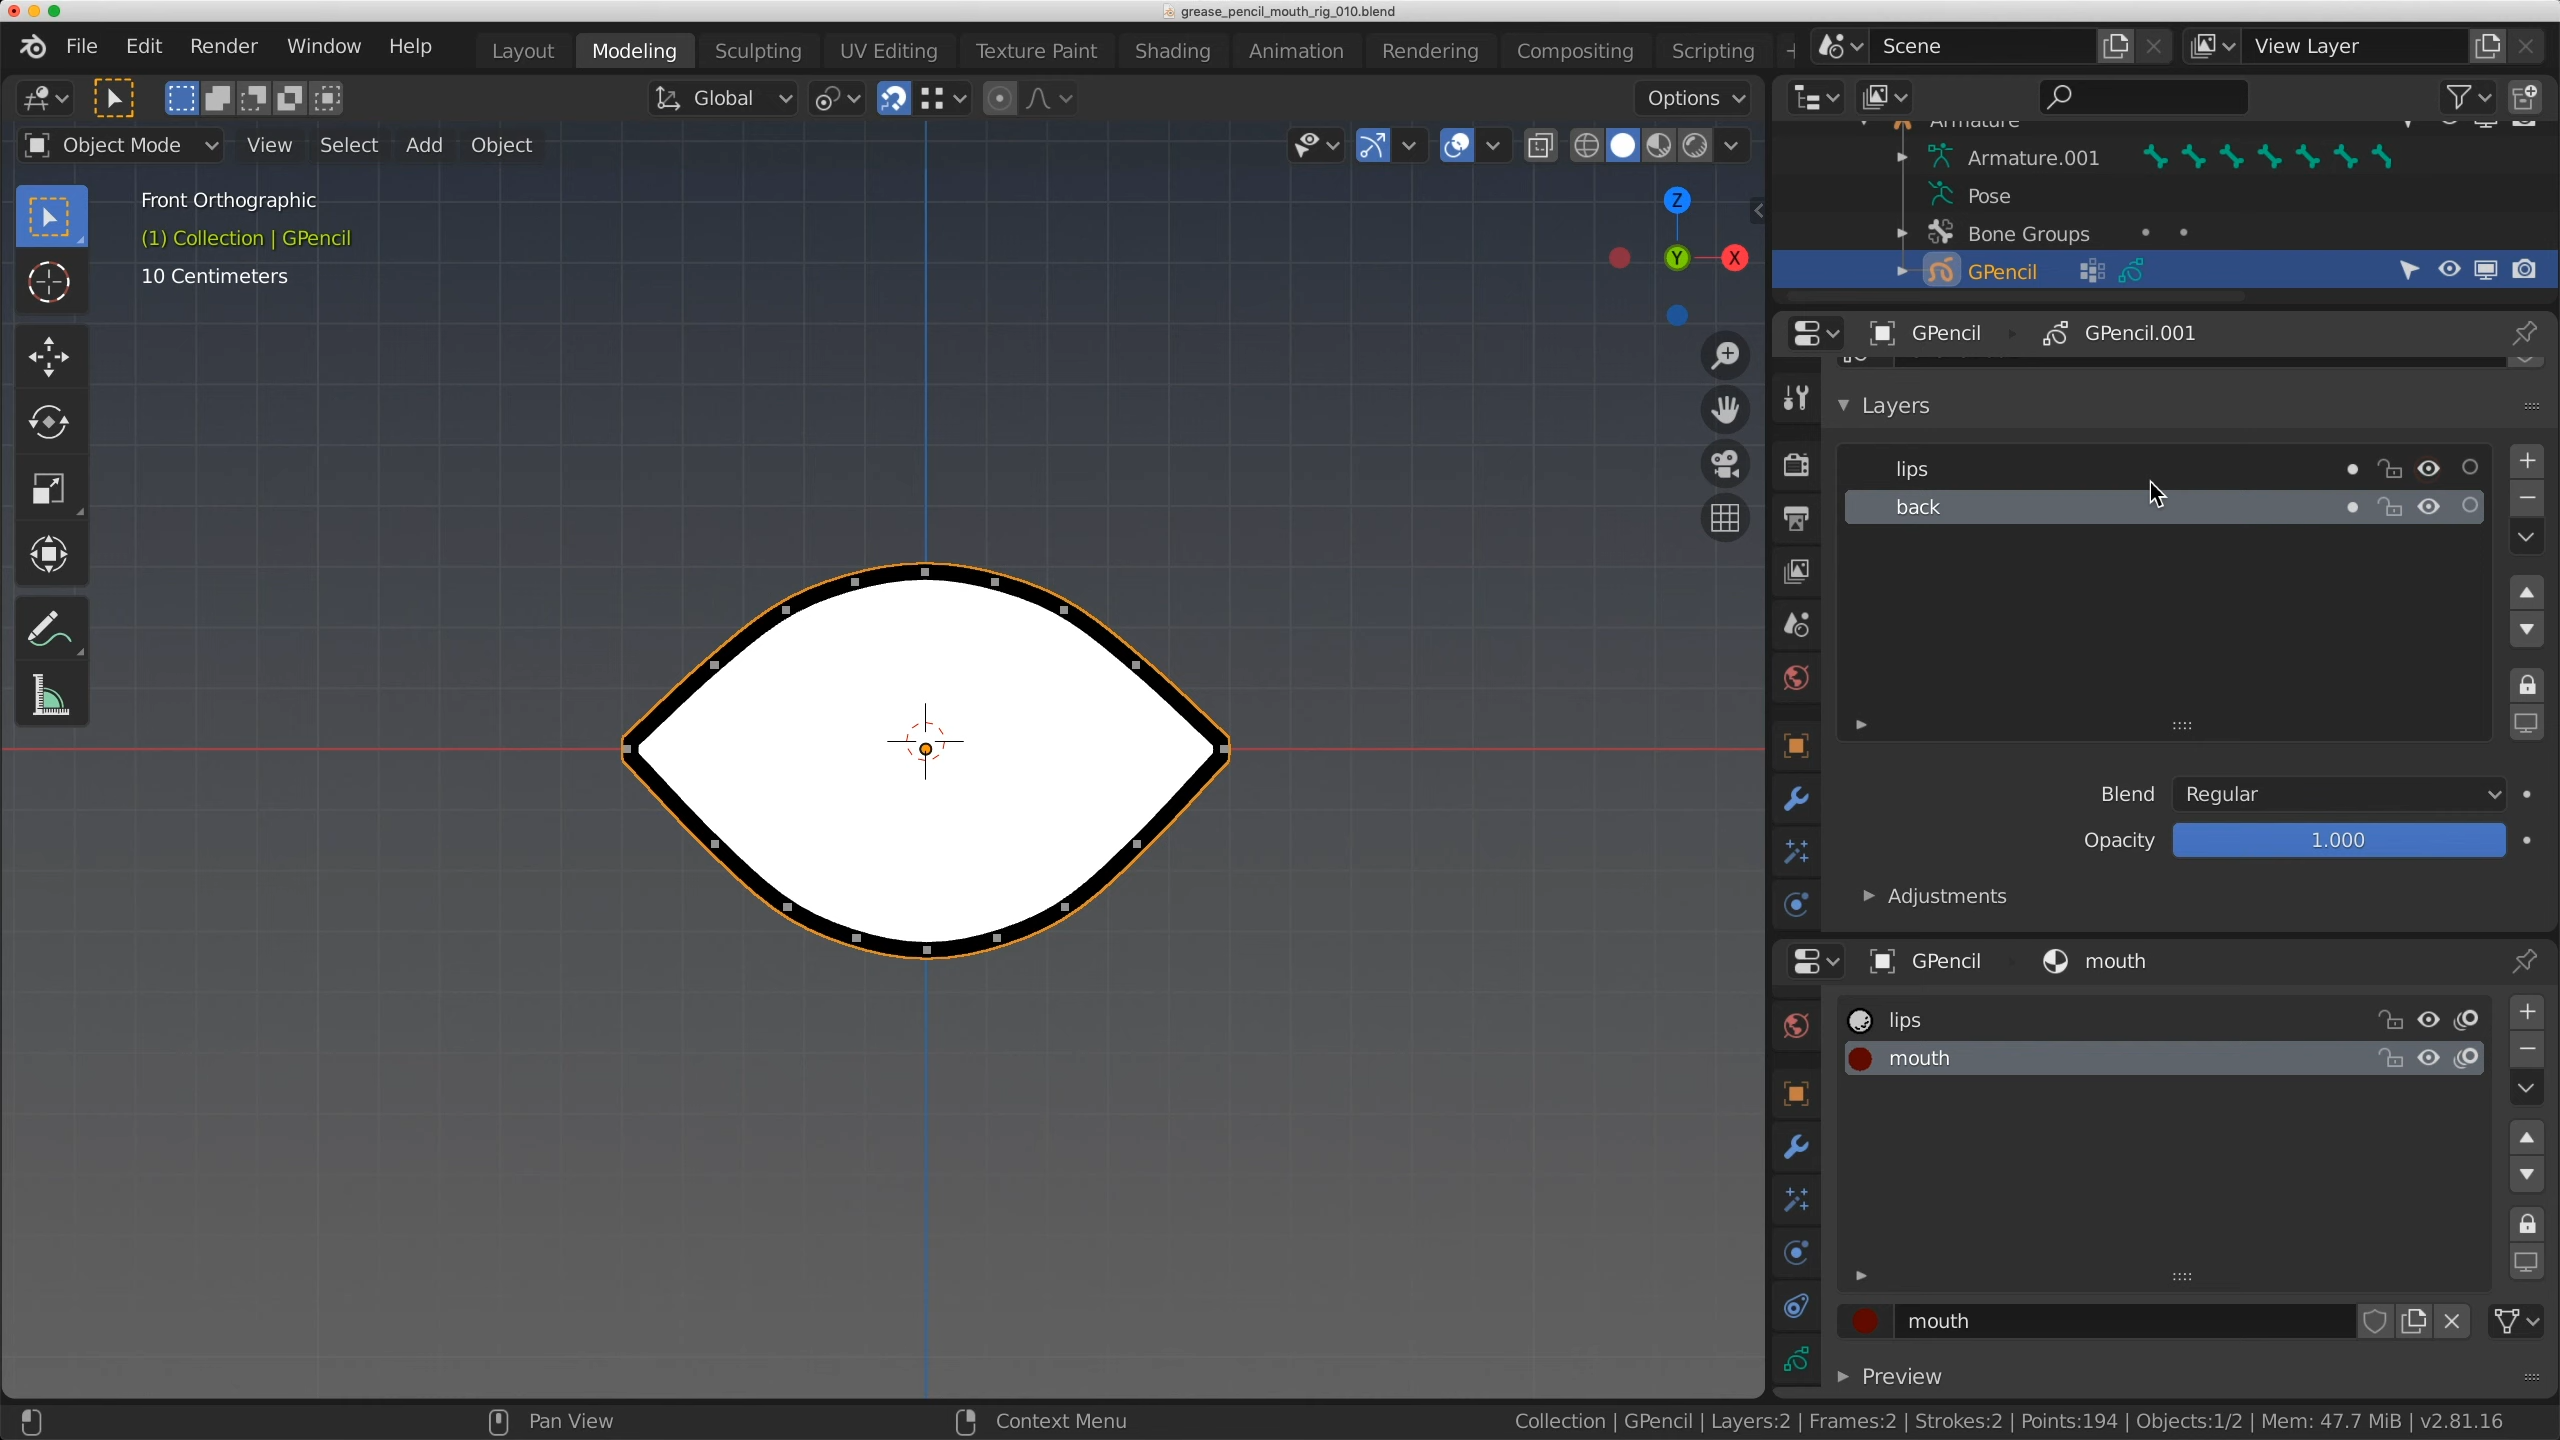 grease_pencil_mouth_rig_010.blend
File Edit Render Window Help Layout Modeling Sculpting UV Editing Texture Paint Shading Animation Rendering Compositing Scripting Scene View Layer
Global Options
Object Mode View Select Add Object
Front Orthographic
(1) Collection | GPencil
10 Centimeters
Z
Y
X
Armature
Armature.001
Pose
Bone Groups
GPencil
GPencil GPencil.001
Layers
lips
back
Blend Regular
Opacity 1.000
Adjustments
GPencil mouth
lips
mouth
mouth
Preview
Pan View Context Menu Collection | GPencil | Layers:2 | Frames:2 | Strokes:2 | Points:194 | Objects:1/2 | Mem: 47.7 MiB | v2.81.16